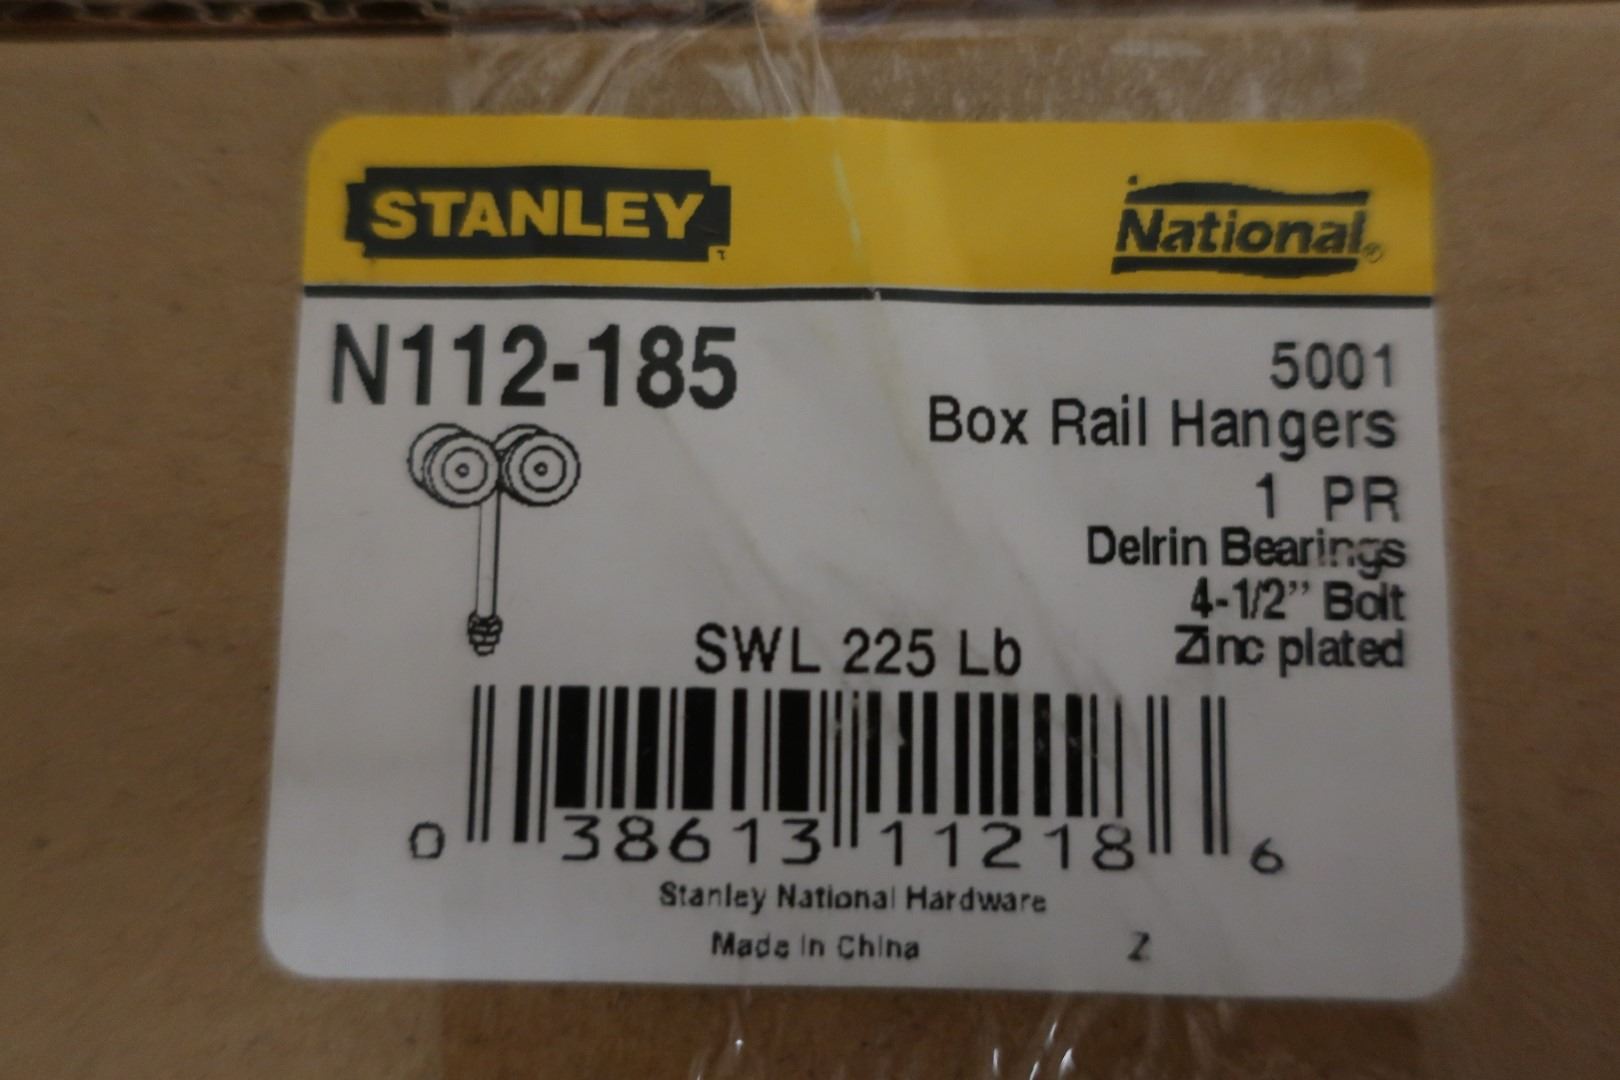 STANLEY
National®
N112-185
5001
Box Rail Hangers
1 PR
Delrin Bearings
4-1/2" Bolt
Zinc plated
SWL 225 Lb
0 38613 11218 6
Stanley National Hardware
Made In China Z